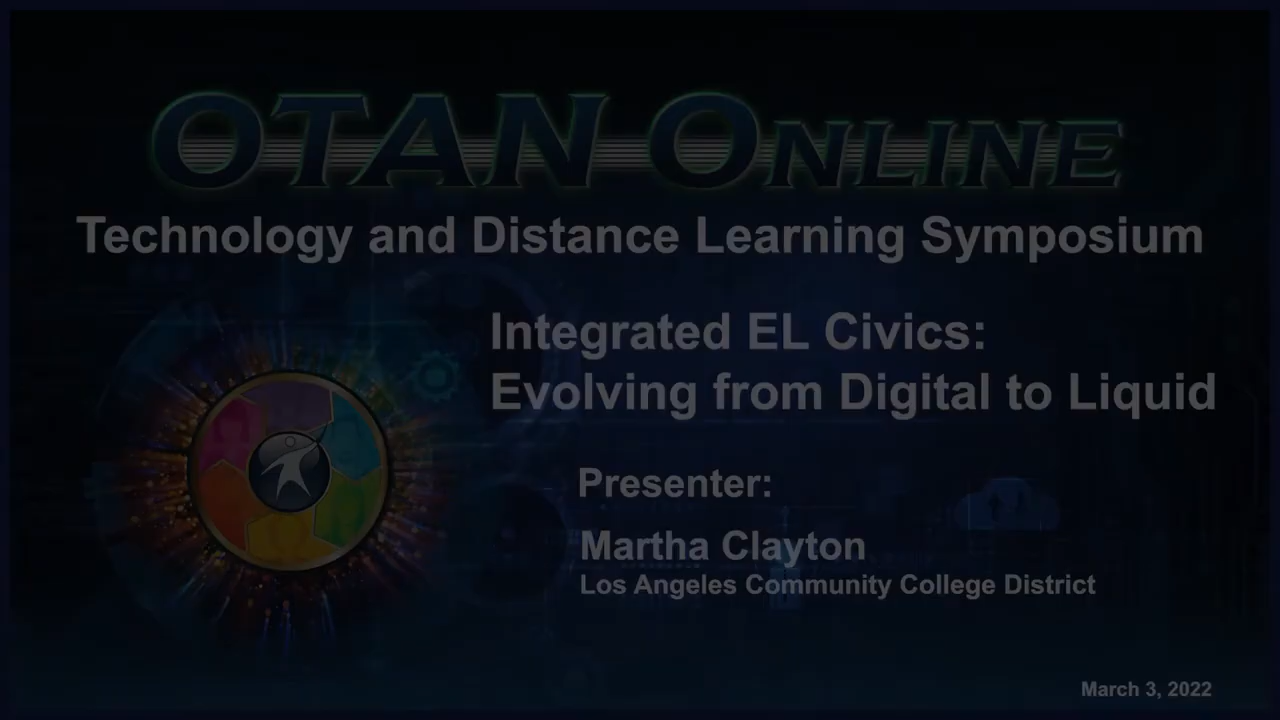 OTAN ONLINE
Technology and Distance Learning Symposium
Integrated EL Civics:
Evolving from Digital to Liquid
Presenter:
Martha Clayton
Los Angeles Community College District
March 3, 2022